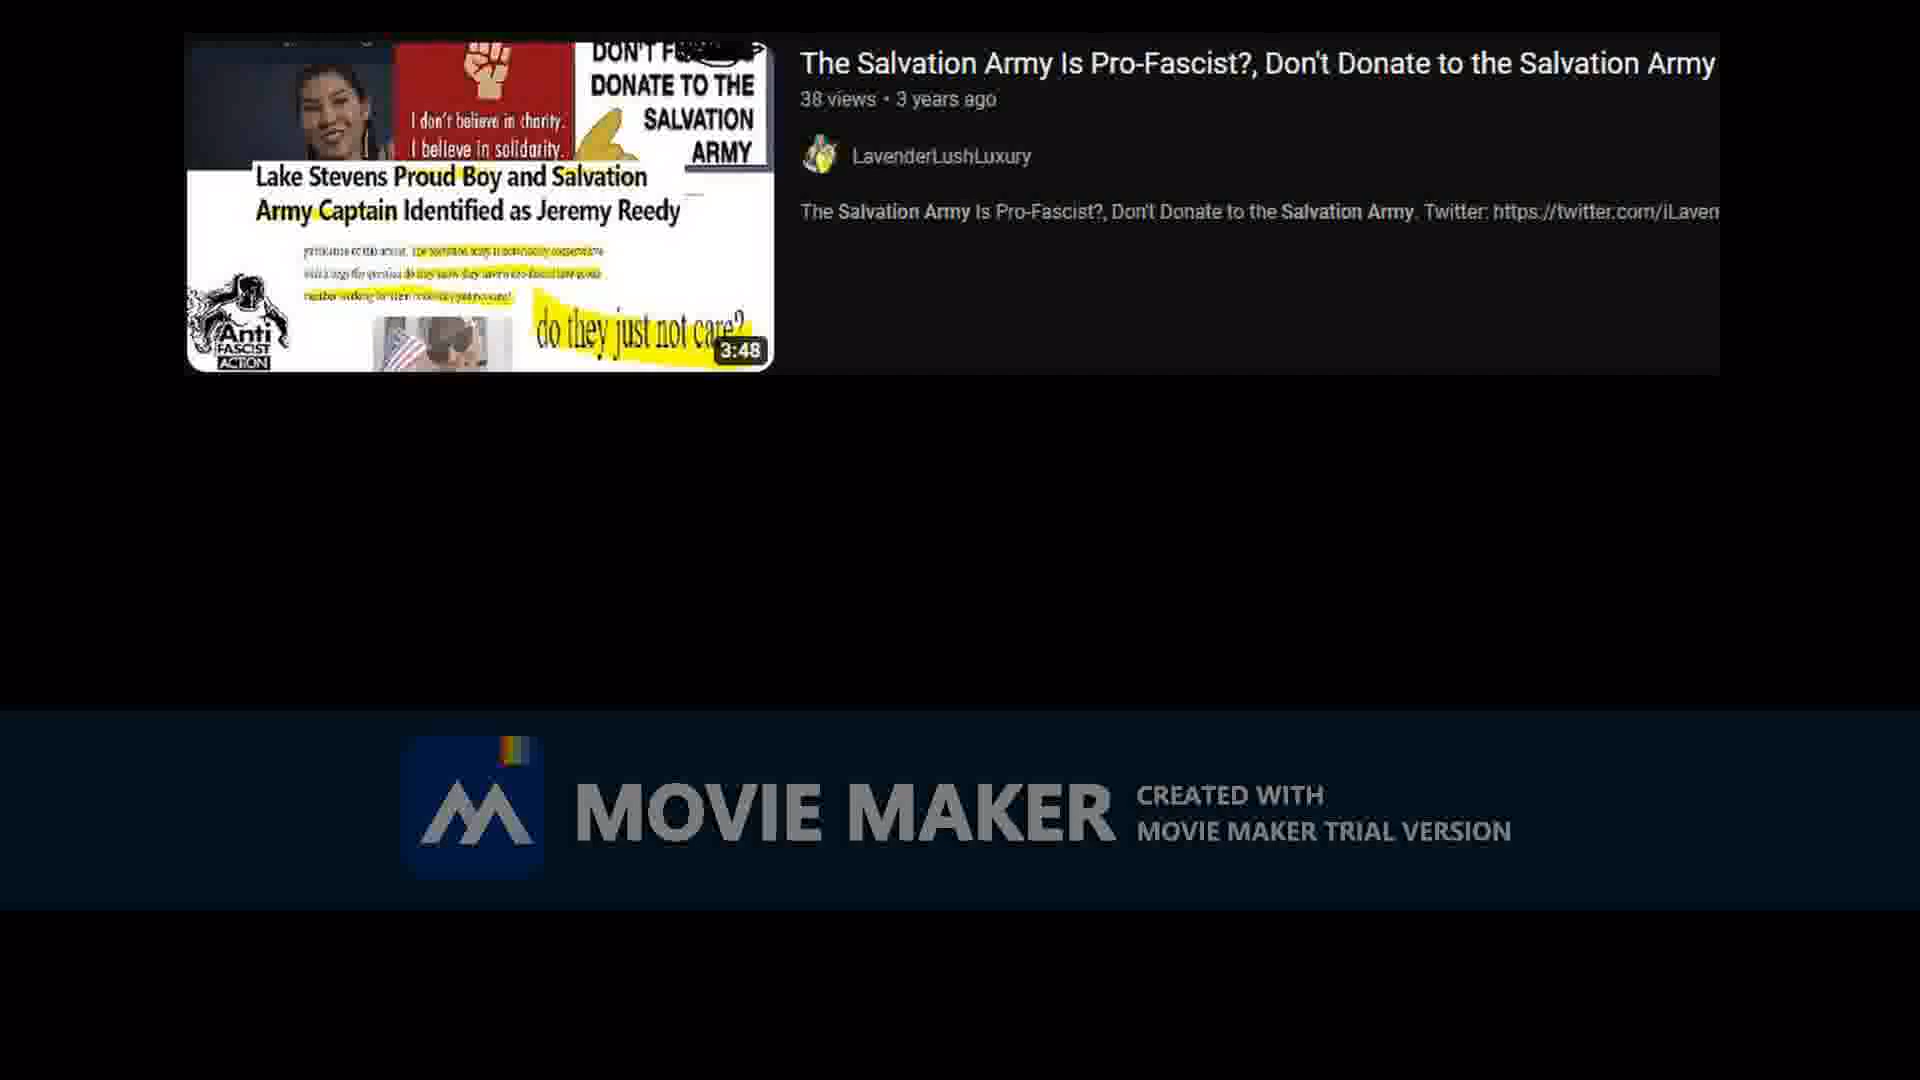 DON'T
DONATE TO THE
SALVATION
ARMY
I don't believe in charity.
I believe in solidarity.
Lake Stevens Proud Boy and Salvation
Army Captain Identified as Jeremy Reedy
do they just not care?
Anti
FASCIST
ACTION
3:48
The Salvation Army Is Pro-Fascist?, Don't Donate to the Salvation Army
38 views • 3 years ago
LavenderLushLuxury
The Salvation Army Is Pro-Fascist?, Don't Donate to the Salvation Army. Twitter: https://twitter.com/iLaven
MOVIE MAKER
CREATED WITH
MOVIE MAKER TRIAL VERSION